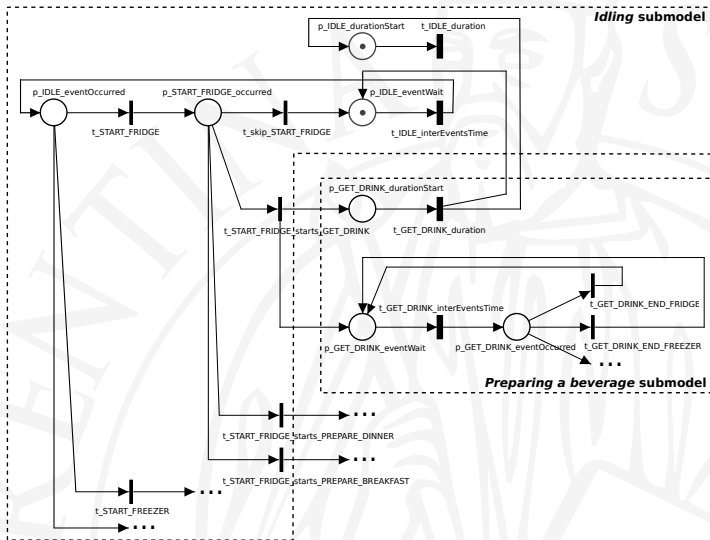 Idling submodel
p_IDLE_durationStart
t_IDLE_duration
p_IDLE_eventOccurred
p_START_FRIDGE_occurred
p_IDLE_eventWait
t_START_FRIDGE
t_skip_START_FRIDGE
t_IDLE_interEventsTime
p_GET_DRINK_durationStart
t_START_FRIDGE_starts_GET_DRINK
t_GET_DRINK_duration
t_GET_DRINK_interEventsTime
t_GET_DRINK_END_FRIDGE
p_GET_DRINK_eventWait
p_GET_DRINK_eventOccurred
t_GET_DRINK_END_FREEZER
...
Preparing a beverage submodel
...
t_START_FRIDGE_starts_PREPARE_DINNER
...
t_START_FRIDGE_starts_PREPARE_BREAKFAST
...
t_START_FREEZER
...